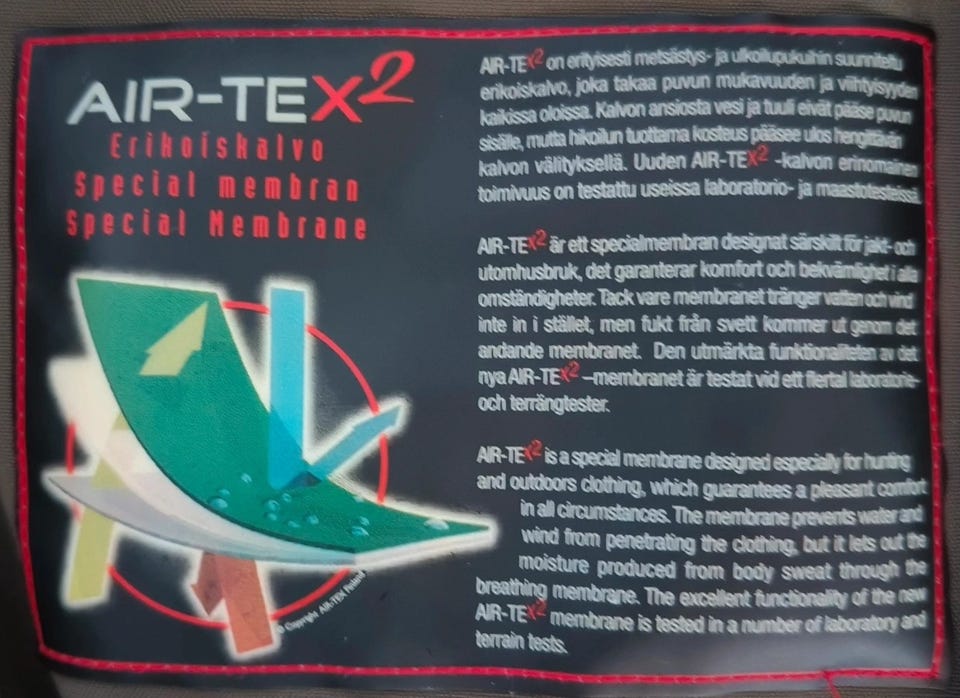 AIR-TEX2
Erikoiskalvo
Special membran
Special Membrane
© Copyright AIR-TEX Finland
AIR-TEX2 on erityisesti metsästys- ja ulkoilupukuihin suunniteltu
erikoiskalvo, joka takaa puvun mukavuuden ja viihtyisyyden
kaikissa oloissa. Kalvon ansiosta vesi ja tuuli eivät pääse puvun
sisälle, mutta hikoilun tuottama kosteus pääsee ulos hengittävän
kalvon välityksellä. Uuden AIR-TEX2 -kalvon erinomainen
toimivuus on testattu useissa laboratorio- ja maastotesteissä.
AIR-TEX2 är ett specialmembran designat särskilt för jakt- och
utomhusbruk, det garanterar komfort och bekvämlighet i alla
omständigheter. Tack vare membranet tränger vatten och vind
inte in i stället, men fukt från svett kommer ut genom det
andande membranet. Den utmärkta funktionaliteten av det
nya AIR-TEX2 –membranet är testat vid ett flertal laboratorie-
och terrängtester.
AIR-TEX2 is a special membrane designed especially for hunting
and outdoors clothing, which guarantees a pleasant comfort
in all circumstances. The membrane prevents water and
wind from penetrating the clothing, but it lets out the
moisture produced from body sweat through the
breathing membrane. The excellent functionality of the new
AIR-TEX2 membrane is tested in a number of laboratory and
terrain tests.